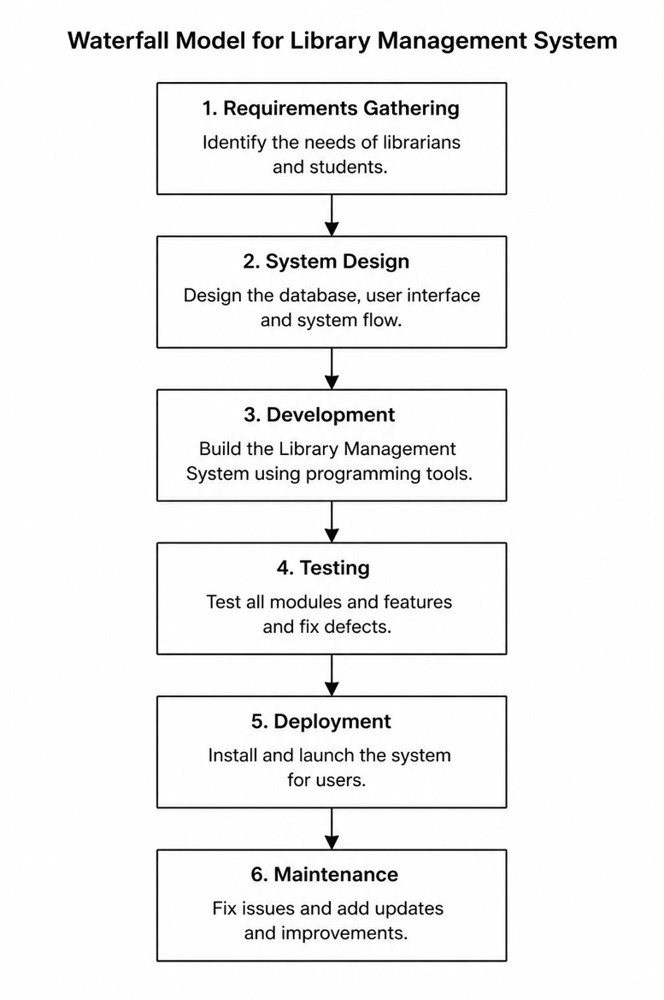 Waterfall Model for Library Management System
1. Requirements Gathering
Identify the needs of librarians
and students.
2. System Design
Design the database, user interface
and system flow.
3. Development
Build the Library Management
System using programming tools.
4. Testing
Test all modules and features
and fix defects.
5. Deployment
Install and launch the system
for users.
6. Maintenance
Fix issues and add updates
and improvements.